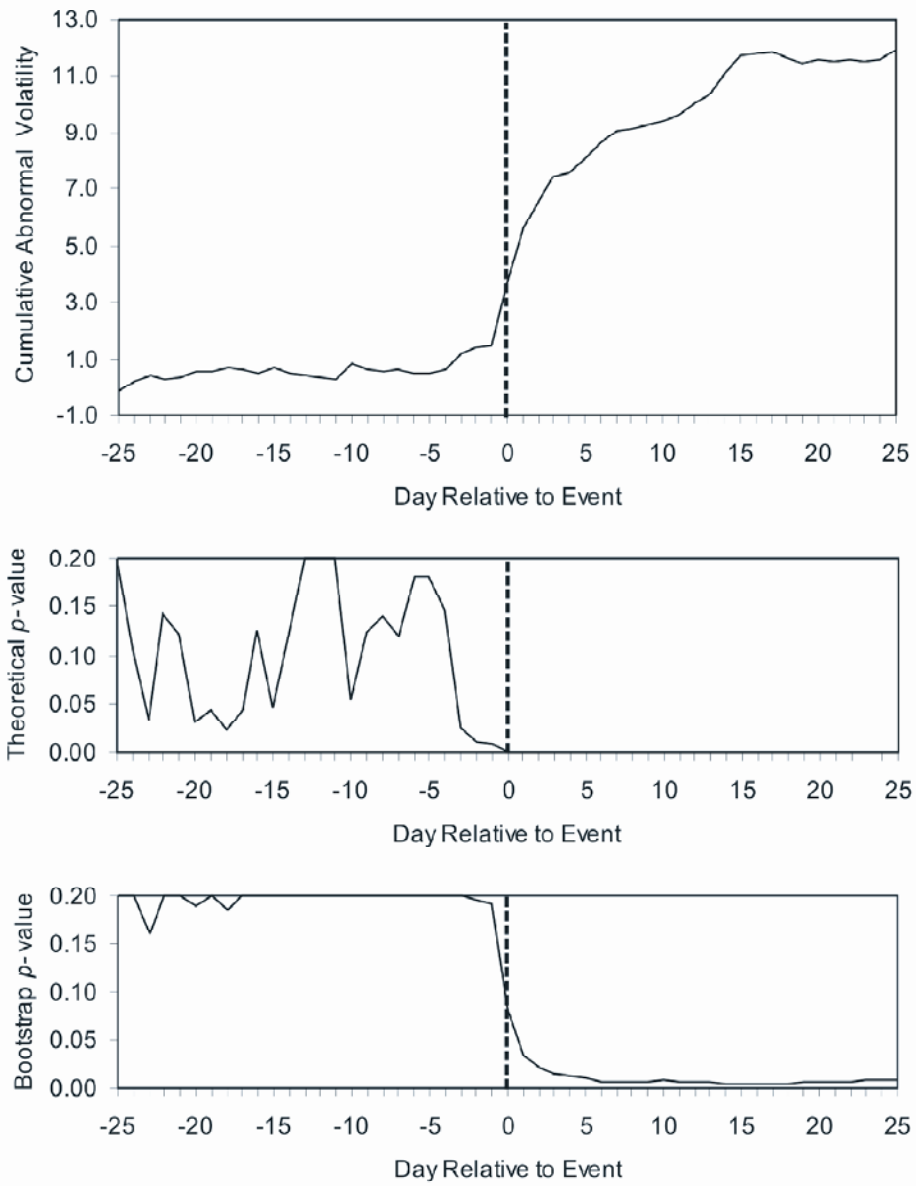 Cumulative Abnormal Volatility
13.0
11.0
9.0
7.0
5.0
3.0
1.0
-1.0
-25 -20 -15 -10 -5 0 5 10 15 20 25
Day Relative to Event
Theoretical p-value
0.20
0.15
0.10
0.05
0.00
-25 -20 -15 -10 -5 0 5 10 15 20 25
Day Relative to Event
Bootstrap p-value
0.20
0.15
0.10
0.05
0.00
-25 -20 -15 -10 -5 0 5 10 15 20 25
Day Relative to Event